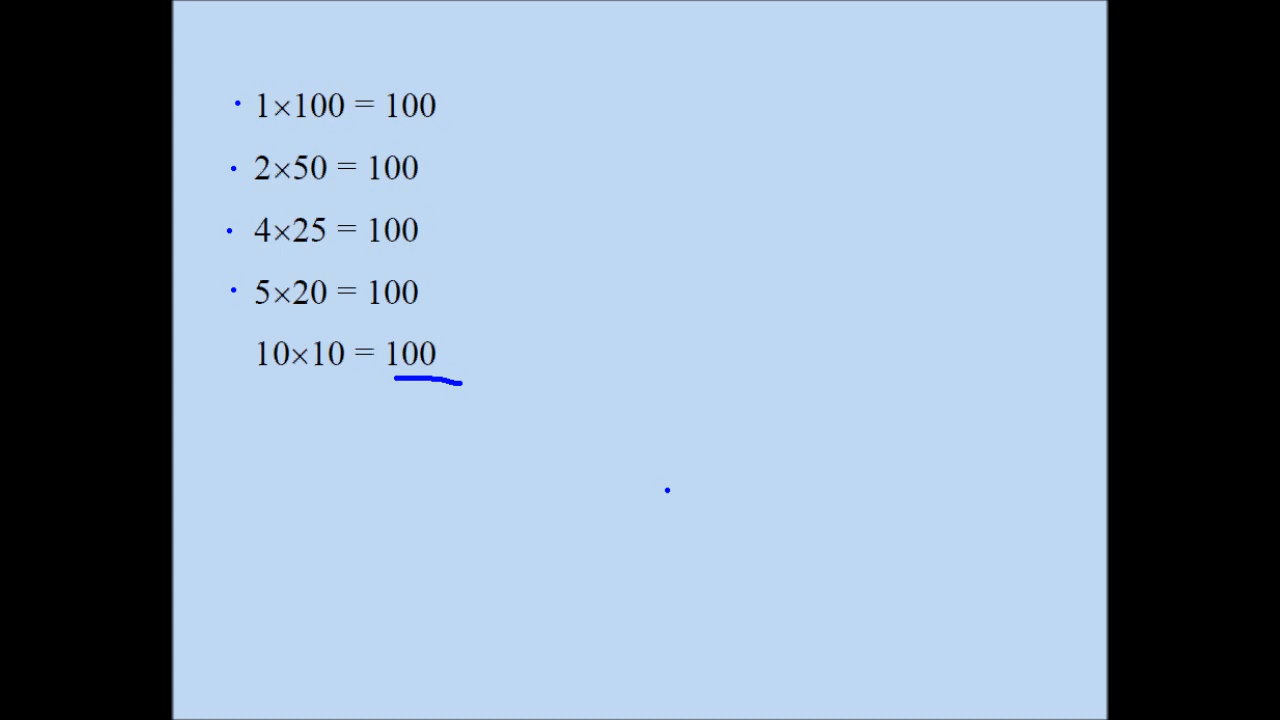 1×100 = 100
2×50 = 100
4×25 = 100
5×20 = 100
10×10 = 100